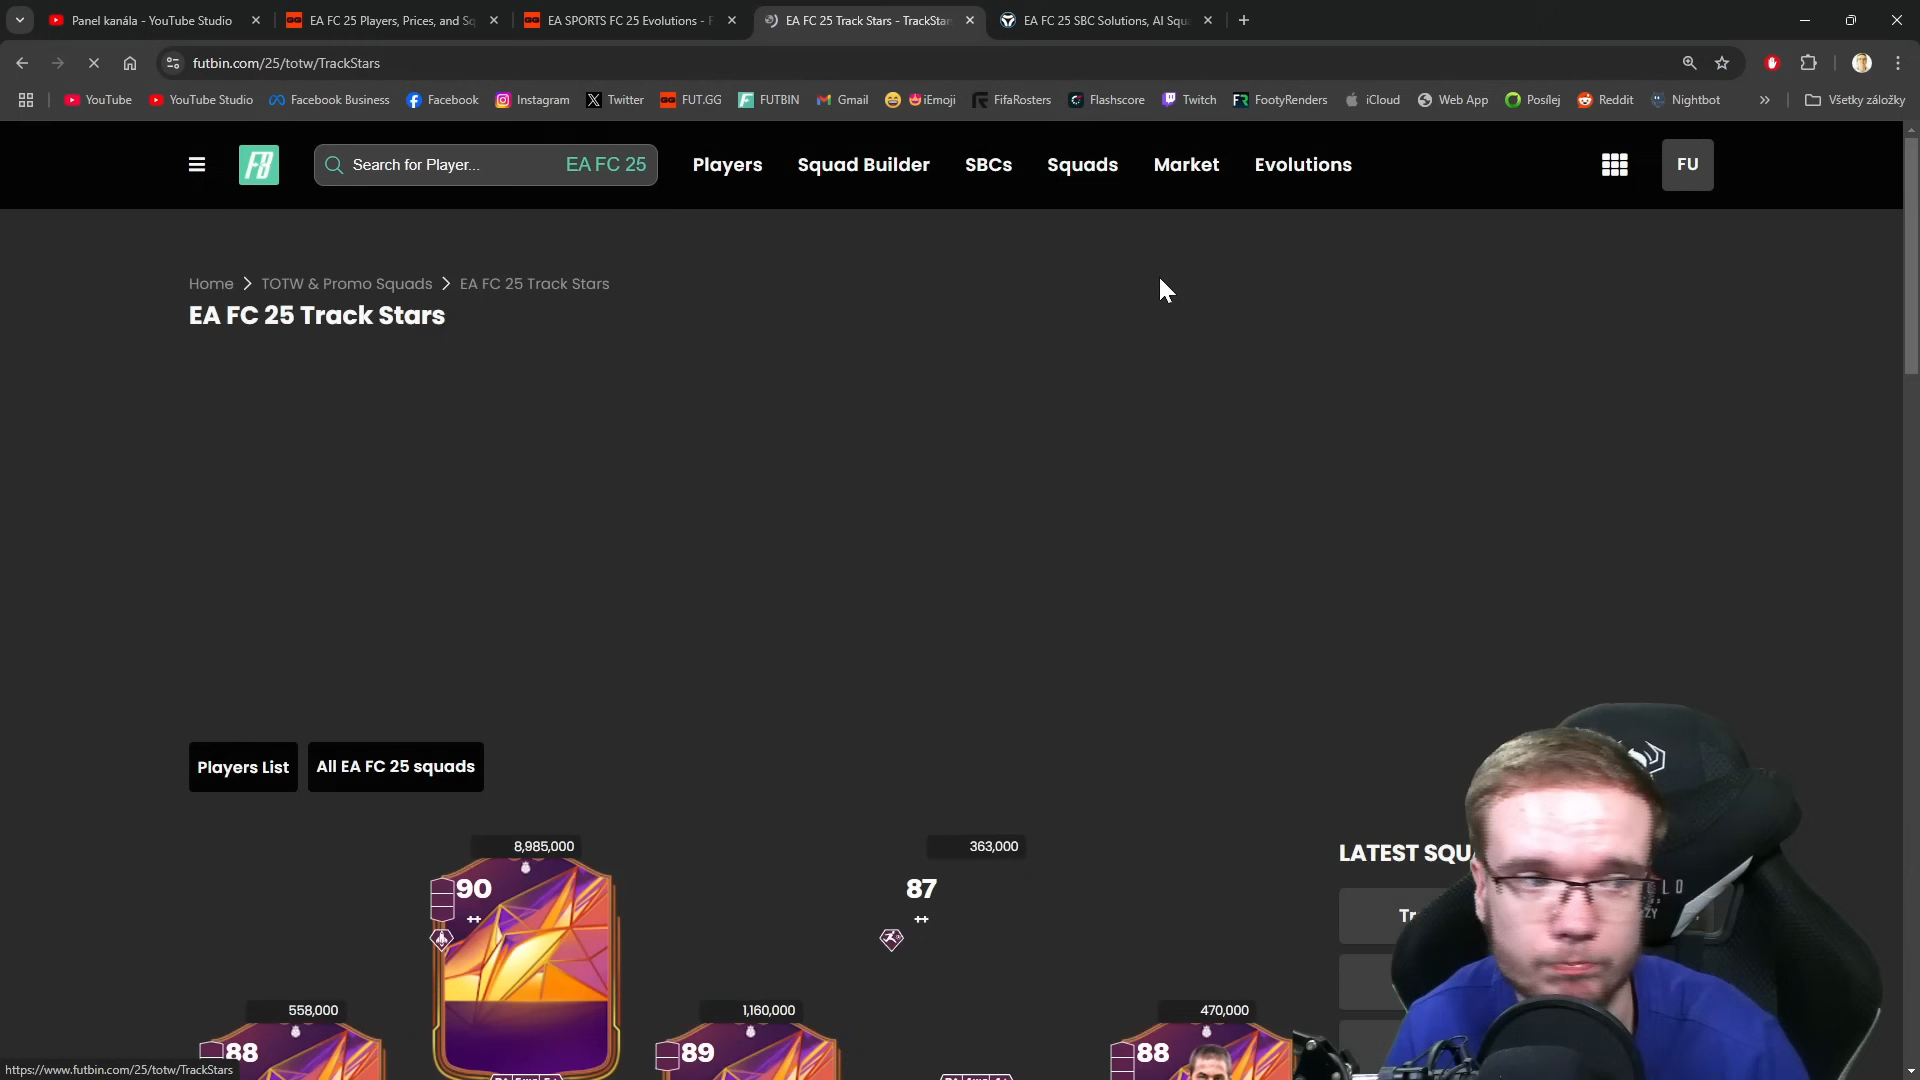 Panel kanála - YouTube Studio
EA FC 25 Players, Prices, and Sq
EA SPORTS FC 25 Evolutions - F
EA FC 25 Track Stars - TrackStar
EA FC 25 SBC Solutions, AI Squa
futbin.com/25/totw/TrackStars
YouTube YouTube Studio Facebook Business Facebook Instagram Twitter FUT.GG FUTBIN Gmail iEmoji FifaRosters Flashscore Twitch FootyRenders iCloud Web App Posílej Reddit Nightbot Všetky záložky
FB Search for Player... EA FC 25 Players Squad Builder SBCs Squads Market Evolutions FU
Home TOTW & Promo Squads EA FC 25 Track Stars
EA FC 25 Track Stars
Players List All EA FC 25 squads
8,985,000 363,000
LATEST SQU
90 87
++ ++
Tr
558,000 1,160,000 470,000
88 89 88
https://www.futbin.com/25/totw/TrackStars